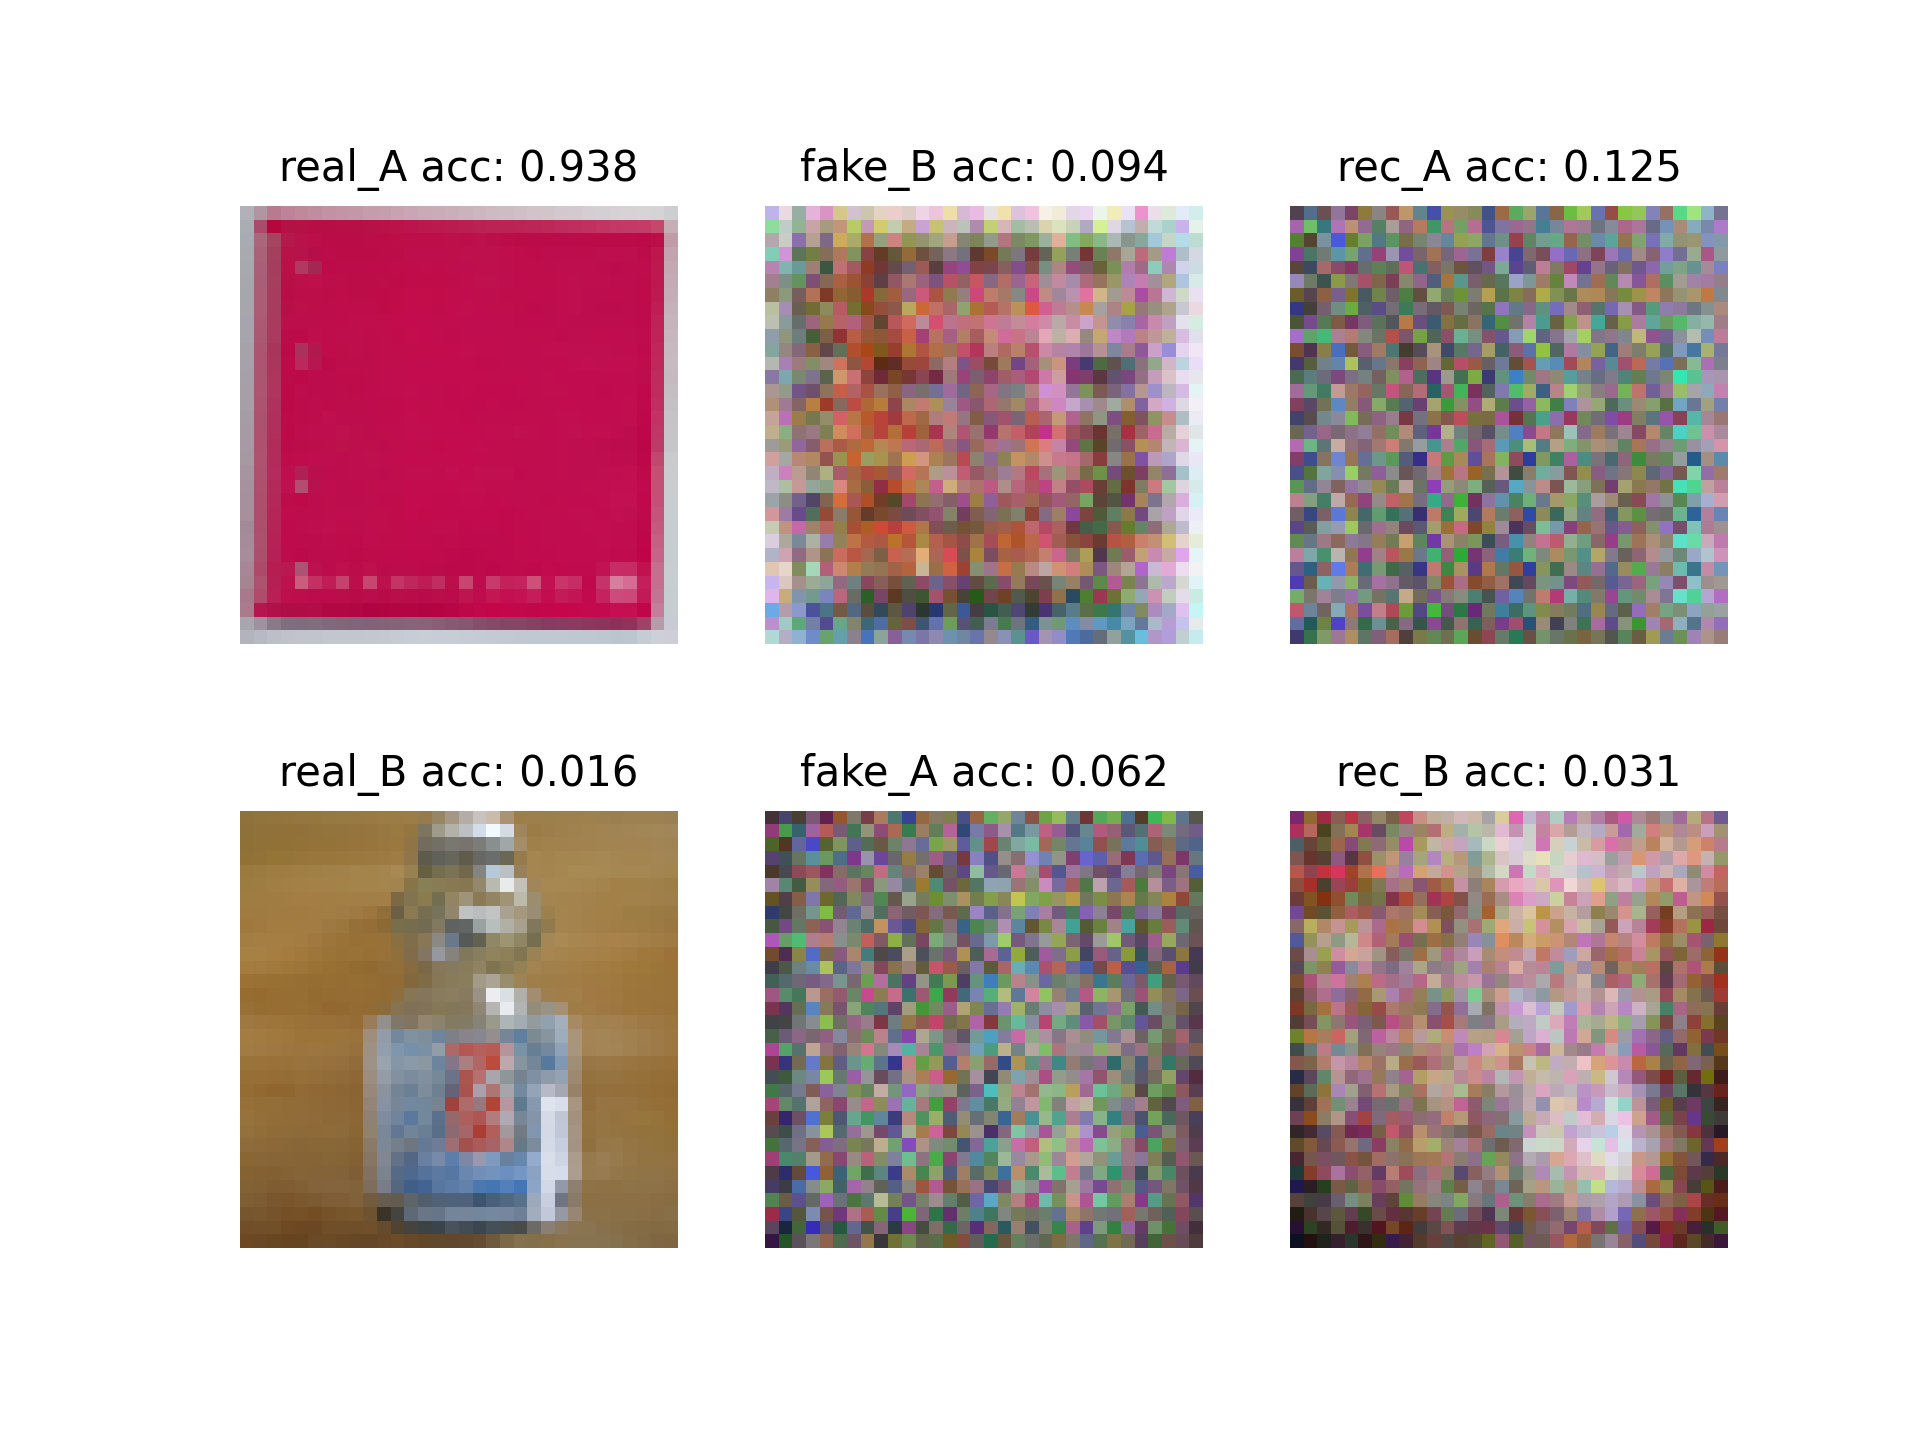 real_A acc: 0.938
fake_B acc: 0.094
rec_A acc: 0.125
real_B acc: 0.016
fake_A acc: 0.062
rec_B acc: 0.031